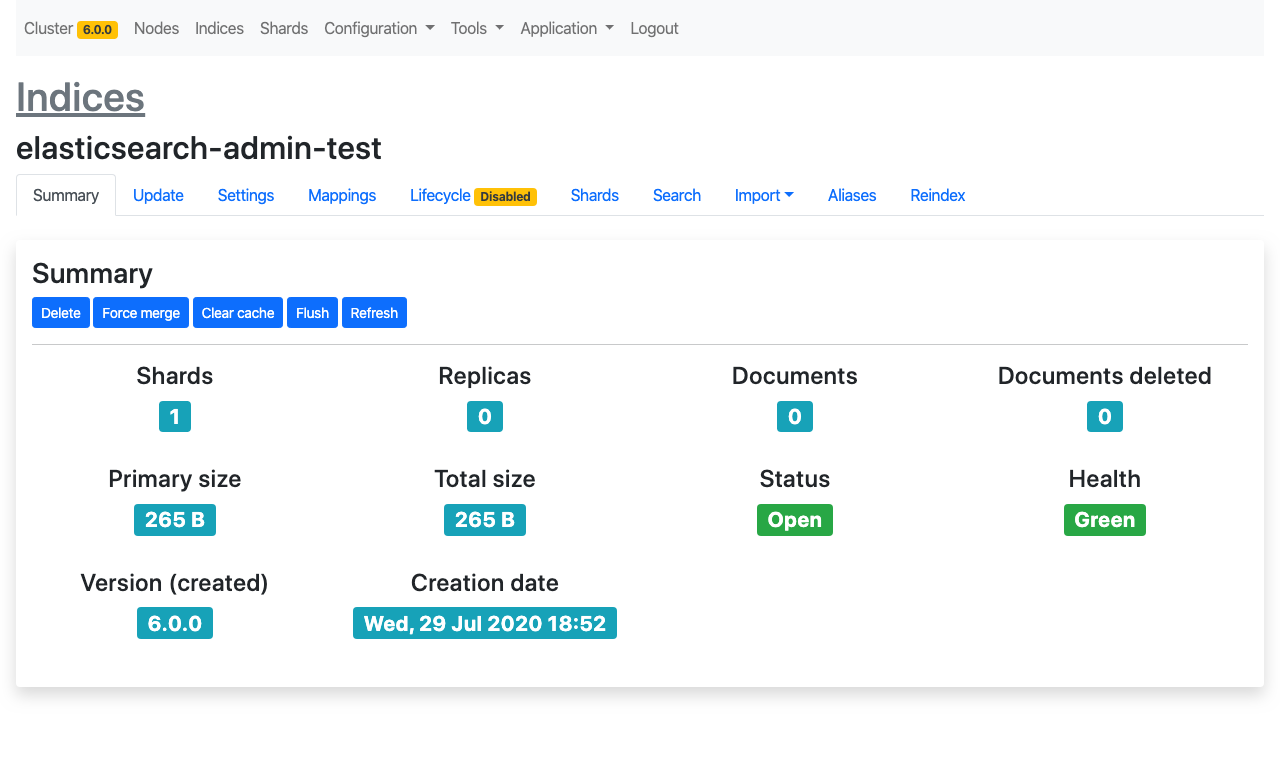 Cluster 6.0.0 Nodes Indices Shards Configuration Tools Application Logout
Indices
elasticsearch-admin-test
Summary Update Settings Mappings Lifecycle Disabled Shards Search Import Aliases Reindex
Summary
Delete Force merge Clear cache Flush Refresh
Shards Replicas Documents Documents deleted
1 0 0 0
Primary size Total size Status Health
265 B 265 B Open Green
Version (created) Creation date
6.0.0 Wed, 29 Jul 2020 18:52